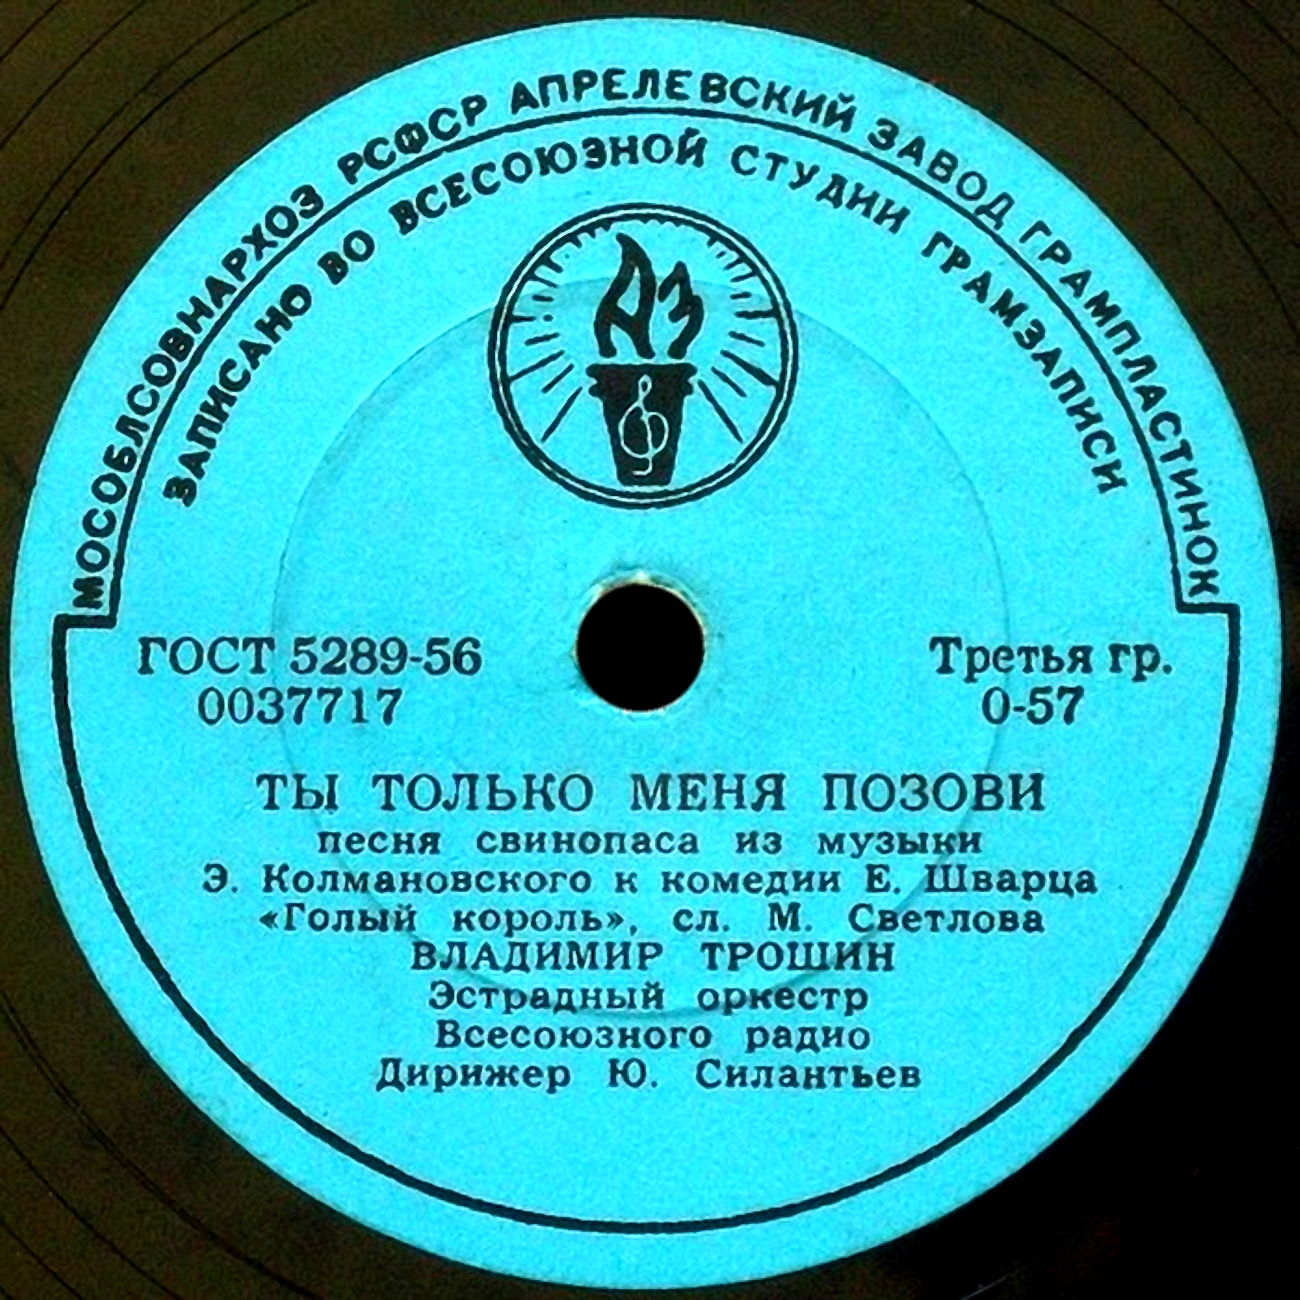 МОСОБЛСОВНАРХОЗ РСФСР АПРЕЛЕВСКИЙ ЗАВОД ГРАМПЛАСТИНОК
ЗАПИСАНО ВО ВСЕСОЮЗНОЙ СТУДИИ ГРАМЗАПИСИ
ГОСТ 5289-56
0037717
Третья гр.
0-57
ТЫ ТОЛЬКО МЕНЯ ПОЗОВИ
песня свинопаса из музыки
Э. Колмановского к комедии Е. Шварца
«Голый король», сл. М. Светлова
ВЛАДИМИР ТРОШИН
Эстрадный оркестр
Всесоюзного радио
Дирижер Ю. Силантьев